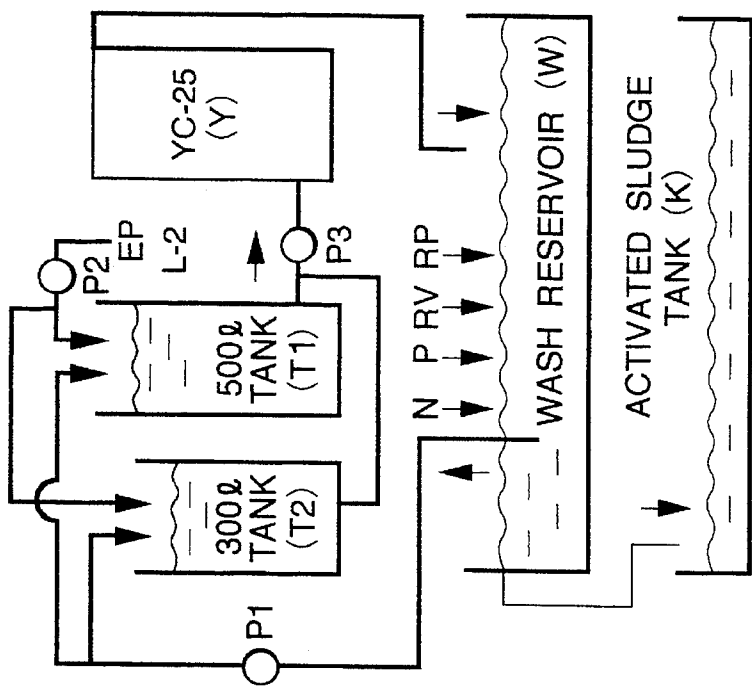 YC-25
(Y)
P2
EP
L-2
P3
500ℓ
TANK
(T1)
300ℓ
TANK
(T2)
P1
N P RV RP
WASH RESERVOIR (W)
ACTIVATED SLUDGE
TANK (K)